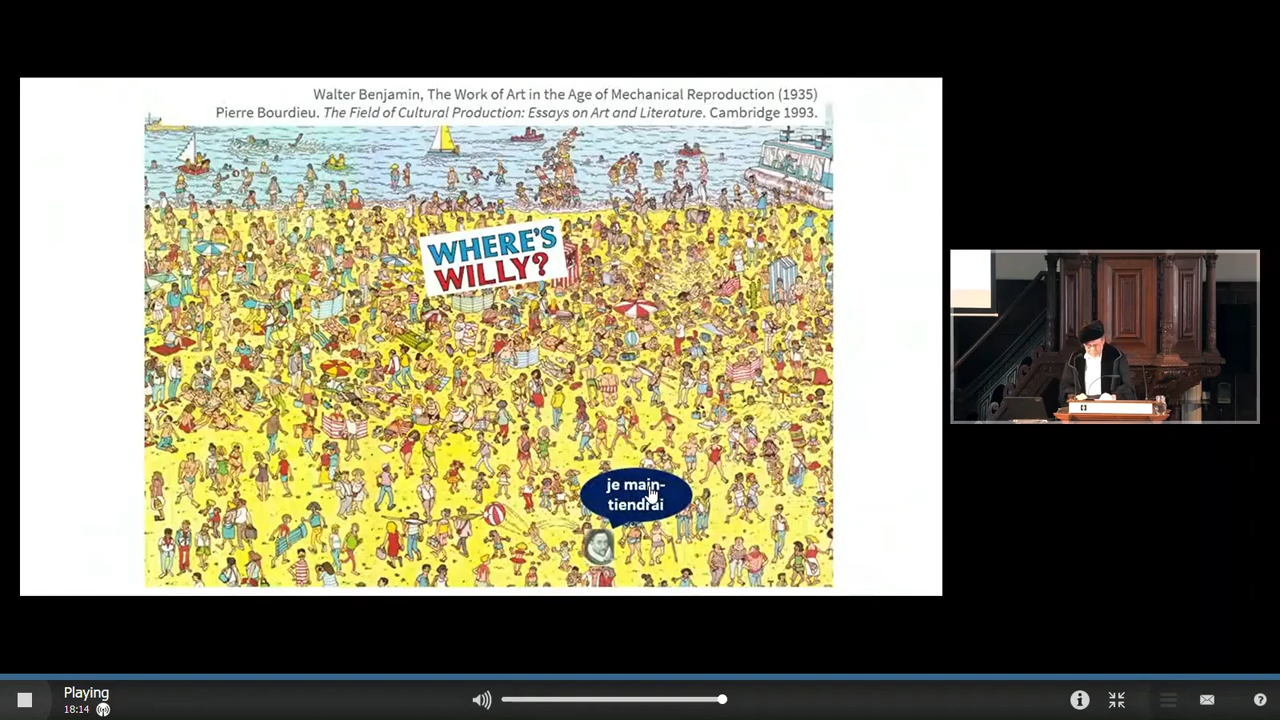 Walter Benjamin, The Work of Art in the Age of Mechanical Reproduction (1935)
Pierre Bourdieu. The Field of Cultural Production: Essays on Art and Literature. Cambridge 1993.
WHERE'S
WILLY?
je main-
tiendrai
Playing
18:14